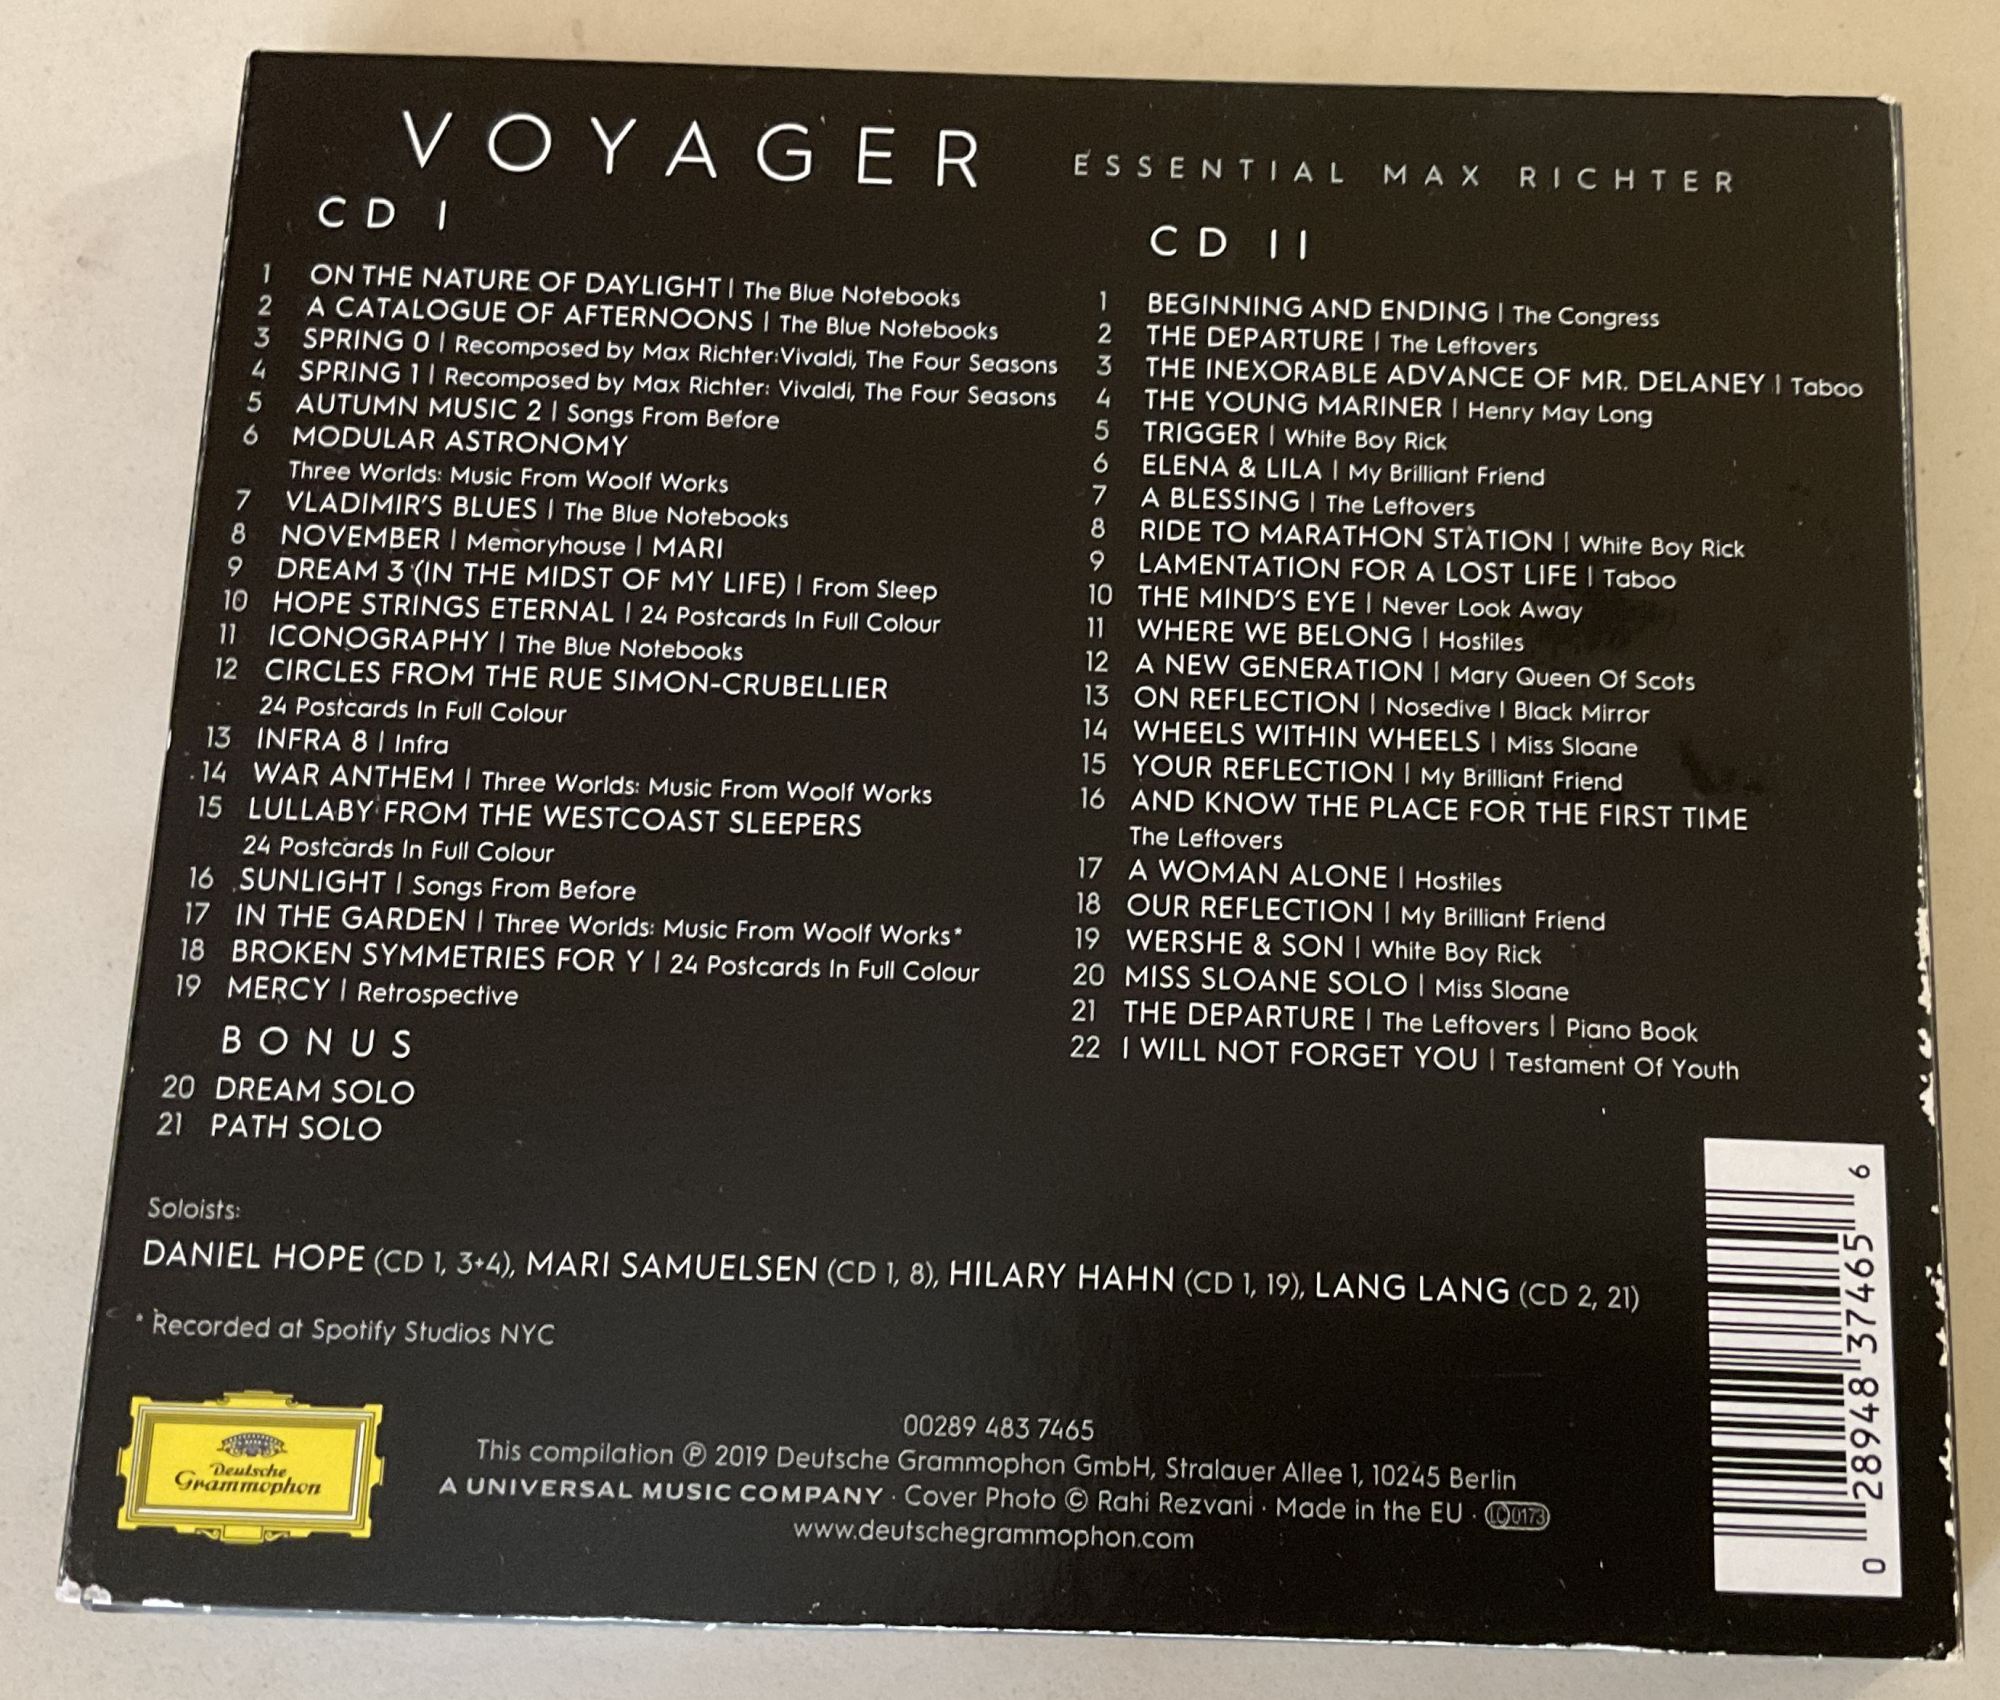 VOYAGER ESSENTIAL MAX RICHTER
CD I
1 ON THE NATURE OF DAYLIGHT | The Blue Notebooks
2 A CATALOGUE OF AFTERNOONS | The Blue Notebooks
3 SPRING 0 | Recomposed by Max Richter:Vivaldi, The Four Seasons
4 SPRING 1 | Recomposed by Max Richter: Vivaldi, The Four Seasons
5 AUTUMN MUSIC 2 | Songs From Before
6 MODULAR ASTRONOMY
Three Worlds: Music From Woolf Works
7 VLADIMIR'S BLUES | The Blue Notebooks
8 NOVEMBER | Memoryhouse | MARI
9 DREAM 3 (IN THE MIDST OF MY LIFE) | From Sleep
10 HOPE STRINGS ETERNAL | 24 Postcards In Full Colour
11 ICONOGRAPHY | The Blue Notebooks
12 CIRCLES FROM THE RUE SIMON-CRUBELLIER
24 Postcards In Full Colour
13 INFRA 8 | Infra
14 WAR ANTHEM | Three Worlds: Music From Woolf Works
15 LULLABY FROM THE WESTCOAST SLEEPERS
24 Postcards In Full Colour
16 SUNLIGHT | Songs From Before
17 IN THE GARDEN | Three Worlds: Music From Woolf Works*
18 BROKEN SYMMETRIES FOR Y | 24 Postcards In Full Colour
19 MERCY | Retrospective
BONUS
20 DREAM SOLO
21 PATH SOLO
CD II
1 BEGINNING AND ENDING | The Congress
2 THE DEPARTURE | The Leftovers
3 THE INEXORABLE ADVANCE OF MR. DELANEY | Taboo
4 THE YOUNG MARINER | Henry May Long
5 TRIGGER | White Boy Rick
6 ELENA & LILA | My Brilliant Friend
7 A BLESSING | The Leftovers
8 RIDE TO MARATHON STATION | White Boy Rick
9 LAMENTATION FOR A LOST LIFE | Taboo
10 THE MIND'S EYE | Never Look Away
11 WHERE WE BELONG | Hostiles
12 A NEW GENERATION | Mary Queen Of Scots
13 ON REFLECTION | Nosedive | Black Mirror
14 WHEELS WITHIN WHEELS | Miss Sloane
15 YOUR REFLECTION | My Brilliant Friend
16 AND KNOW THE PLACE FOR THE FIRST TIME
The Leftovers
17 A WOMAN ALONE | Hostiles
18 OUR REFLECTION | My Brilliant Friend
19 WERSHE & SON | White Boy Rick
20 MISS SLOANE SOLO | Miss Sloane
21 THE DEPARTURE | The Leftovers | Piano Book
22 I WILL NOT FORGET YOU | Testament Of Youth
Soloists:
DANIEL HOPE (CD 1, 3+4), MARI SAMUELSEN (CD 1, 8), HILARY HAHN (CD 1, 19), LANG LANG (CD 2, 21)
* Recorded at Spotify Studios NYC
Deutsche
Grammophon
00289 483 7465
This compilation ℗ 2019 Deutsche Grammophon GmbH, Stralauer Allee 1, 10245 Berlin
A UNIVERSAL MUSIC COMPANY · Cover Photo © Rahi Rezvani · Made in the EU · LC 0173
www.deutschegrammophon.com
0 28948 37465 6